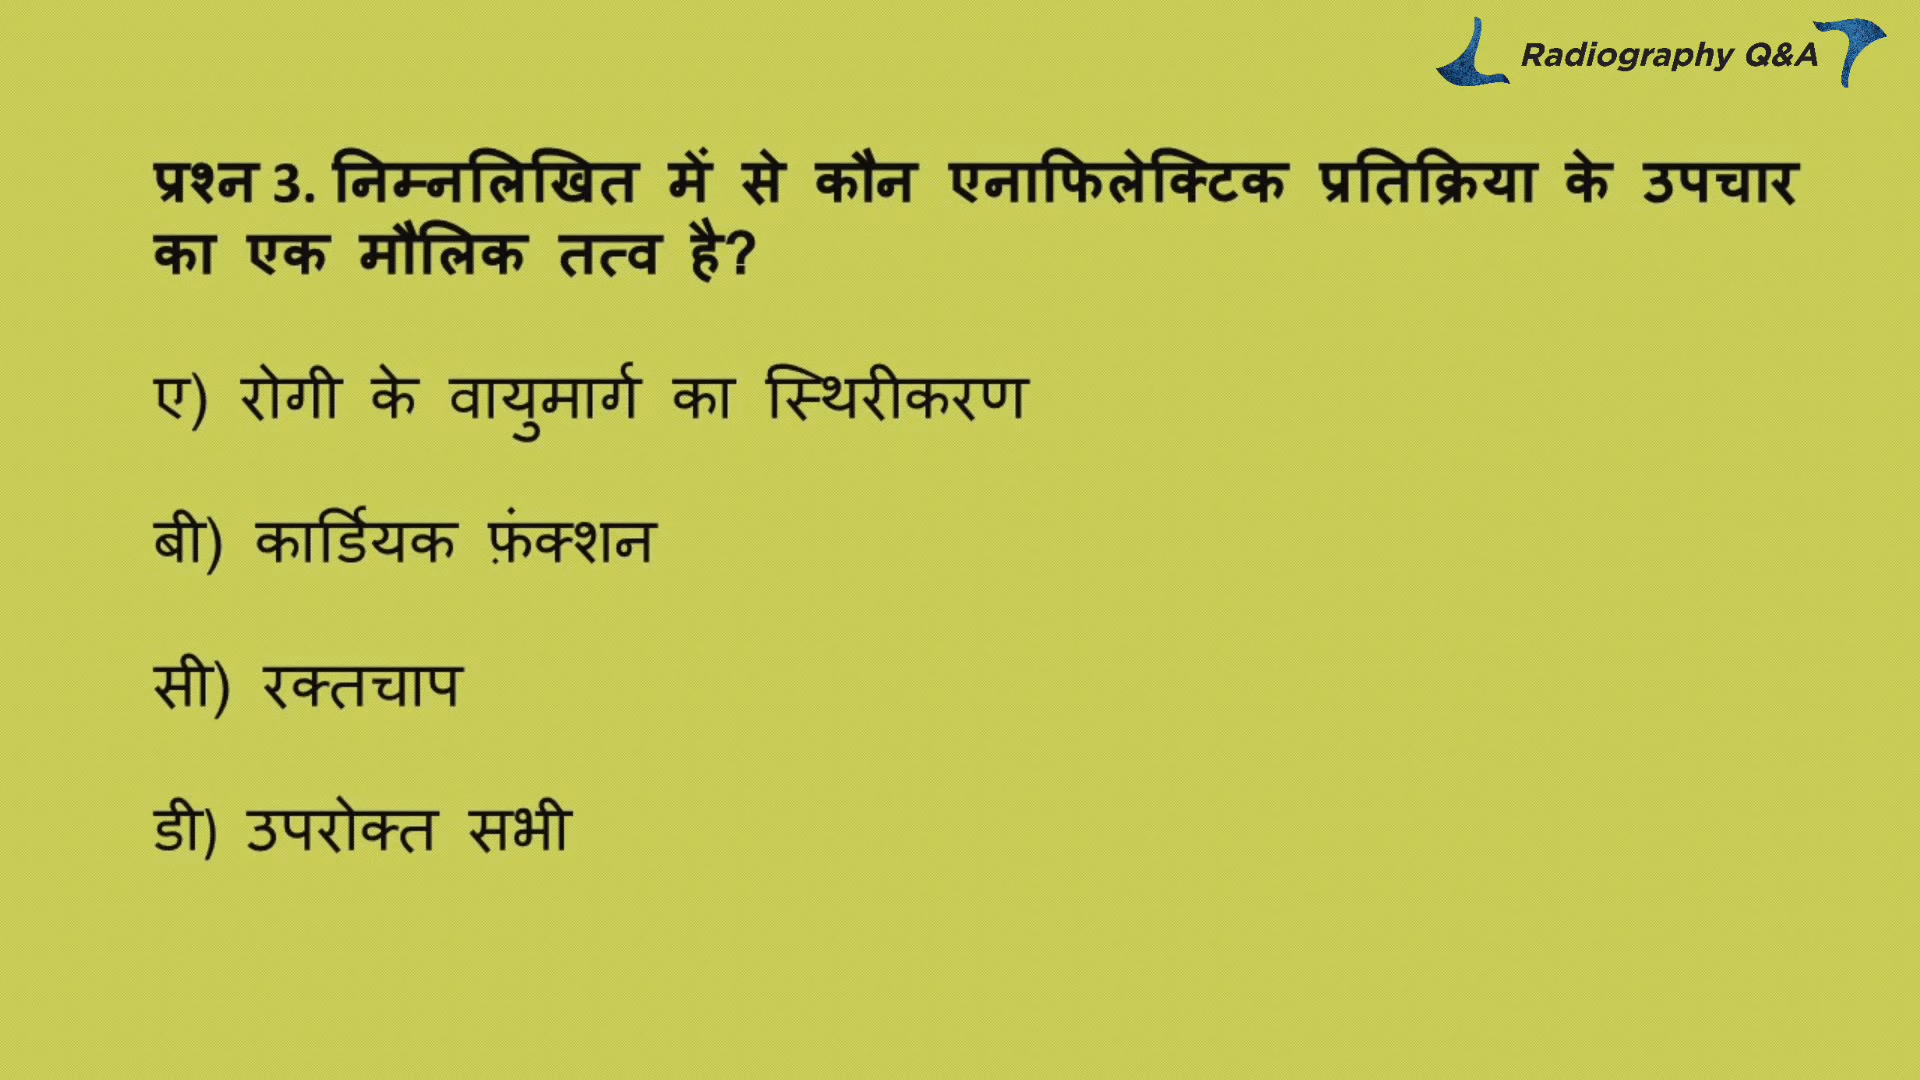 Radiography Q&A
प्रश्न 3. निम्नलिखित में से कौन एनाफिलेक्टिक प्रतिक्रिया के उपचार
का एक मौलिक तत्व है?
ए) रोगी के वायुमार्ग का स्थिरीकरण
बी) कार्डियक फ़ंक्शन
सी) रक्तचाप
डी) उपरोक्त सभी